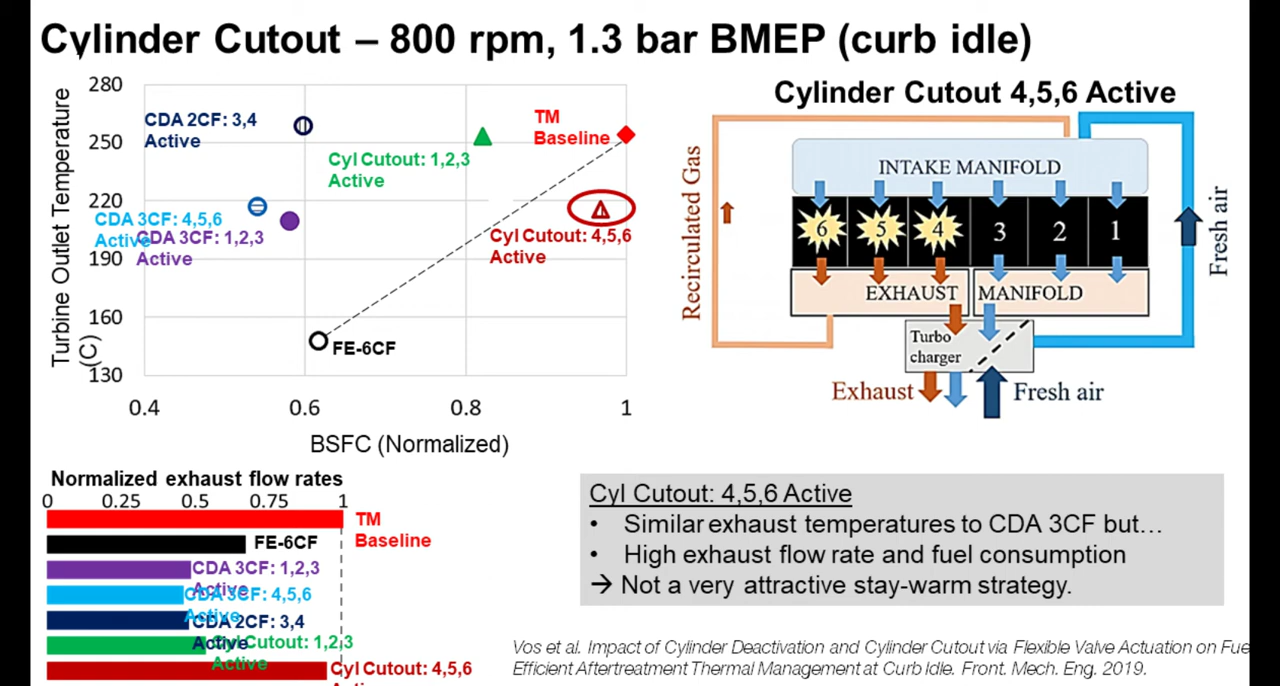 Cylinder Cutout – 800 rpm, 1.3 bar BMEP (curb idle)
Turbine Outlet Temperature
(C)
280
250
220
190
160
130
0.4
0.6
0.8
1
BSFC (Normalized)
CDA 2CF: 3,4
Active
Cyl Cutout: 1,2,3
Active
TM
Baseline
CDA 3CF: 4,5,6
Active
CDA 3CF: 1,2,3
Active
Cyl Cutout: 4,5,6
Active
FE-6CF
Cylinder Cutout 4,5,6 Active
Recirculated Gas
INTAKE MANIFOLD
6
5
4
3
2
1
EXHAUST
MANIFOLD
Turbo
charger
Exhaust
Fresh air
Fresh air
Normalized exhaust flow rates
0
0.25
0.5
0.75
1
TM
Baseline
FE-6CF
CDA 3CF: 1,2,3
Active
CDA 3CF: 4,5,6
Active
CDA 2CF: 3,4
Active
Cyl Cutout: 1,2,3
Active
Cyl Cutout: 4,5,6
Cyl Cutout: 4,5,6 Active
• Similar exhaust temperatures to CDA 3CF but…
• High exhaust flow rate and fuel consumption
→ Not a very attractive stay-warm strategy.
Vos et al. Impact of Cylinder Deactivation and Cylinder Cutout via Flexible Valve Actuation on Fue
Efficient Aftertreatment Thermal Management at Curb Idle. Front. Mech. Eng. 2019.